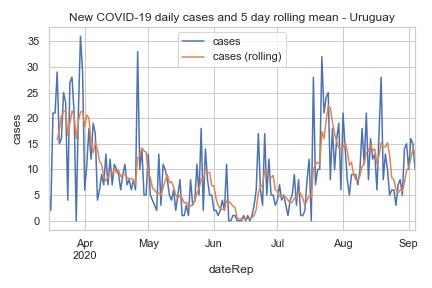 New COVID-19 daily cases and 5 day rolling mean - Uruguay
cases
cases (rolling)
35
30
25
20
15
10
5
0
cases
Apr
2020
May
Jun
Jul
Aug
Sep
dateRep